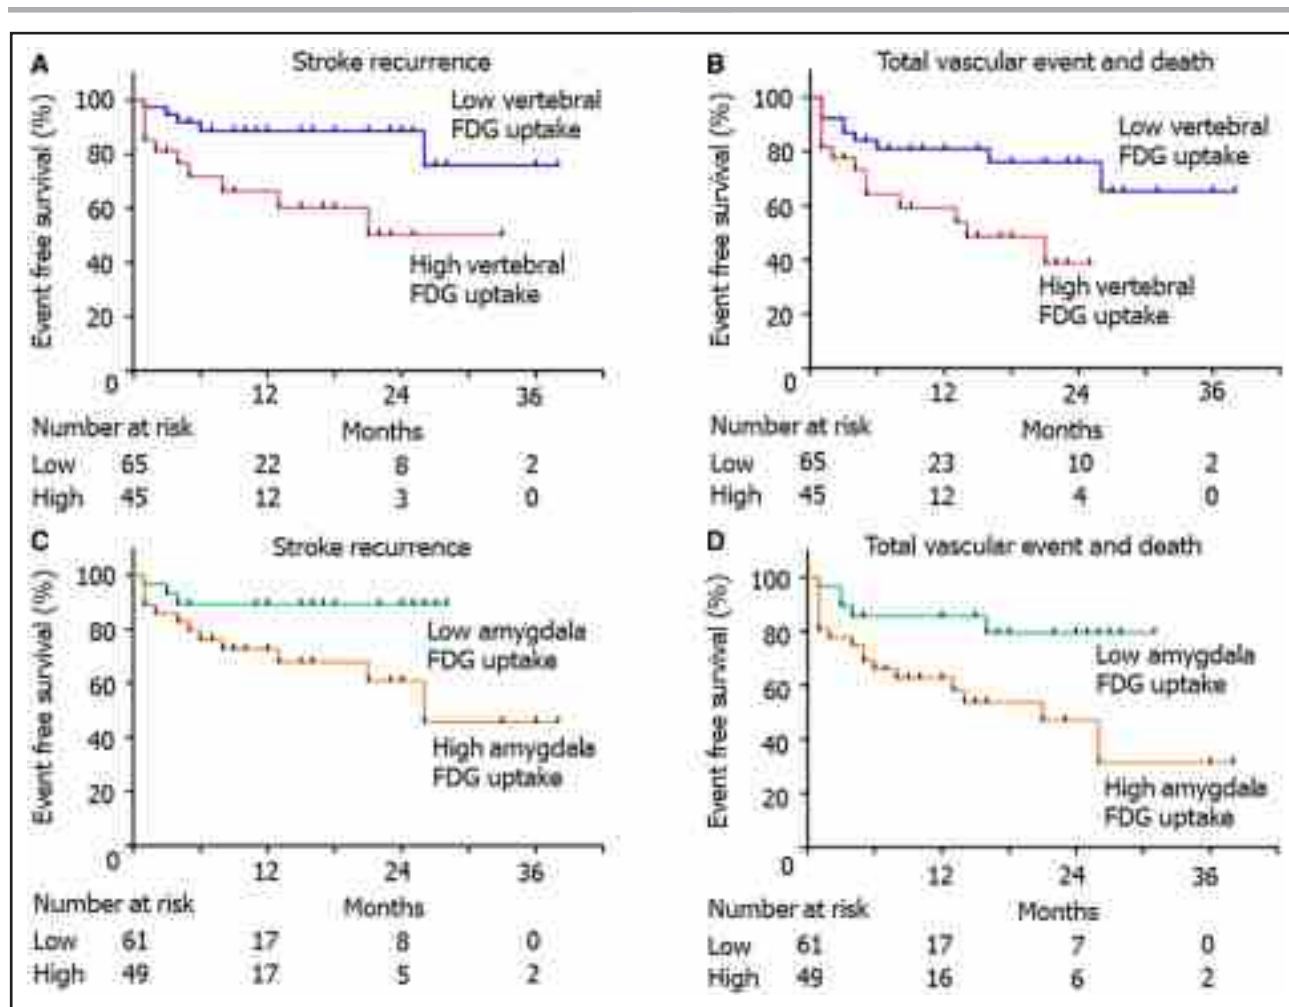 A
Stroke recurrence
Event free survival (%)
100
80
60
40
20
0
Low vertebral
FDG uptake
High vertebral
FDG uptake
12 24 36
Number at risk
Months
Low 65 22 8 2
High 45 12 3 0
B
Total vascular event and death
Event free survival (%)
100
80
60
40
20
0
Low vertebral
FDG uptake
High vertebral
FDG uptake
12 24 36
Number at risk
Months
Low 65 23 10 2
High 45 12 4 0
C
Stroke recurrence
Event free survival (%)
100
80
60
40
20
0
Low amygdala
FDG uptake
High amygdala
FDG uptake
12 24 36
Number at risk
Months
Low 61 17 8 0
High 49 17 5 2
D
Total vascular event and death
Event free survival (%)
100
80
60
40
20
0
Low amygdala
FDG uptake
High amygdala
FDG uptake
12 24 36
Number at risk
Months
Low 61 17 7 0
High 49 16 6 2